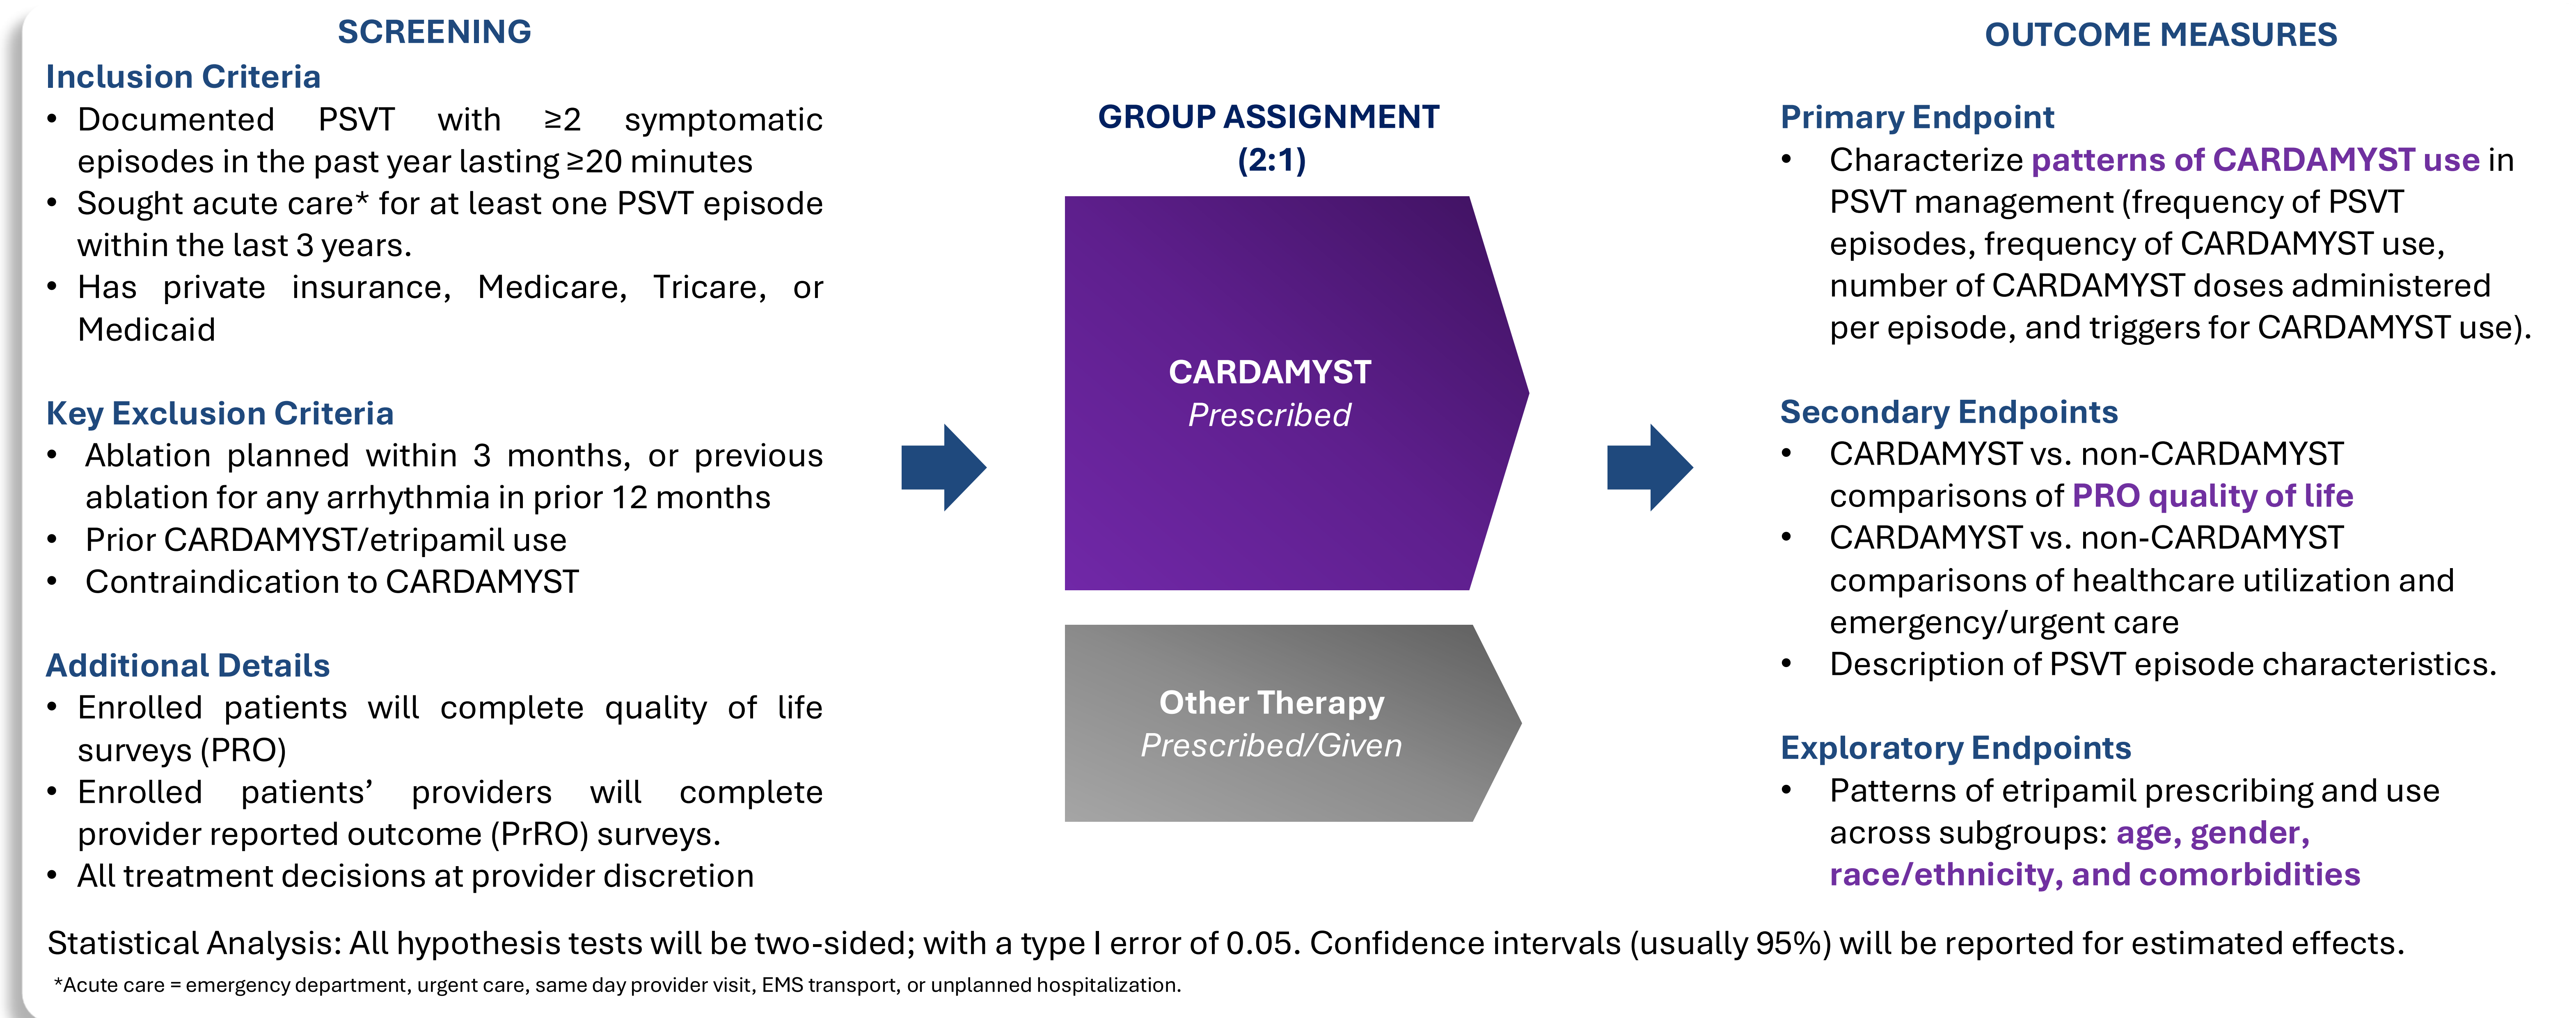 SCREENING
Inclusion Criteria
• Documented PSVT with ≥2 symptomatic
episodes in the past year lasting ≥20 minutes
• Sought acute care* for at least one PSVT episode
within the last 3 years.
• Has private insurance, Medicare, Tricare, or
Medicaid
Key Exclusion Criteria
• Ablation planned within 3 months, or previous
ablation for any arrhythmia in prior 12 months
• Prior CARDAMYST/etripamil use
• Contraindication to CARDAMYST
Additional Details
• Enrolled patients will complete quality of life
surveys (PRO)
• Enrolled patients’ providers will complete
provider reported outcome (PrRO) surveys.
• All treatment decisions at provider discretion
GROUP ASSIGNMENT
(2:1)
CARDAMYST
Prescribed
Other Therapy
Prescribed/Given
OUTCOME MEASURES
Primary Endpoint
• Characterize patterns of CARDAMYST use in
PSVT management (frequency of PSVT
episodes, frequency of CARDAMYST use,
number of CARDAMYST doses administered
per episode, and triggers for CARDAMYST use).
Secondary Endpoints
• CARDAMYST vs. non-CARDAMYST
comparisons of PRO quality of life
• CARDAMYST vs. non-CARDAMYST
comparisons of healthcare utilization and
emergency/urgent care
• Description of PSVT episode characteristics.
Exploratory Endpoints
• Patterns of etripamil prescribing and use
across subgroups: age, gender,
race/ethnicity, and comorbidities
Statistical Analysis: All hypothesis tests will be two-sided; with a type I error of 0.05. Confidence intervals (usually 95%) will be reported for estimated effects.
*Acute care = emergency department, urgent care, same day provider visit, EMS transport, or unplanned hospitalization.